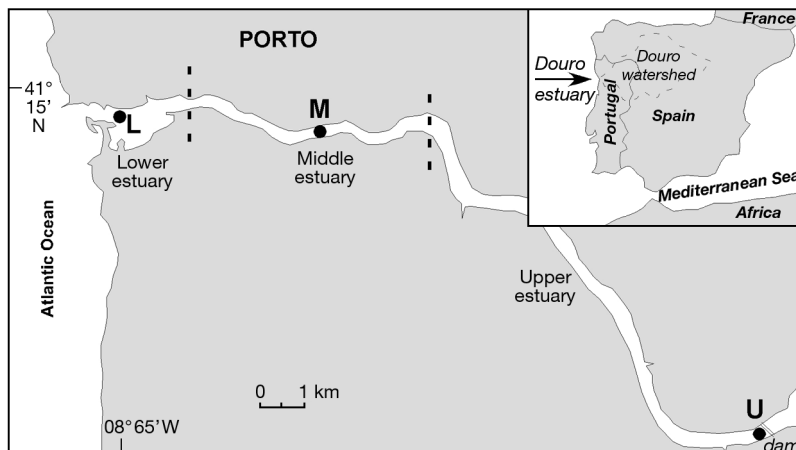 PORTO
41°
15’
N
L
M
Lower
estuary
Middle
estuary
Atlantic Ocean
Upper
estuary
0 1 km
08°65’W
U
dam
France
Douro
estuary
Douro
watershed
Portugal
Spain
Mediterranean Sea
Africa